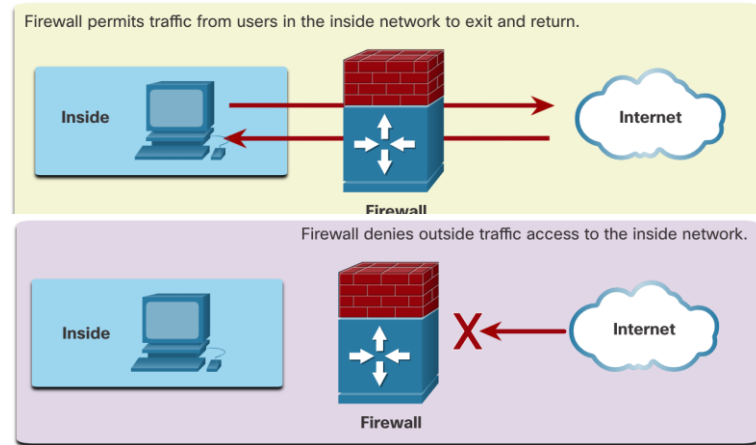 Firewall permits traffic from users in the inside network to exit and return.
Inside
Internet
Firewall
Firewall denies outside traffic access to the inside network.
Inside
Internet
Firewall